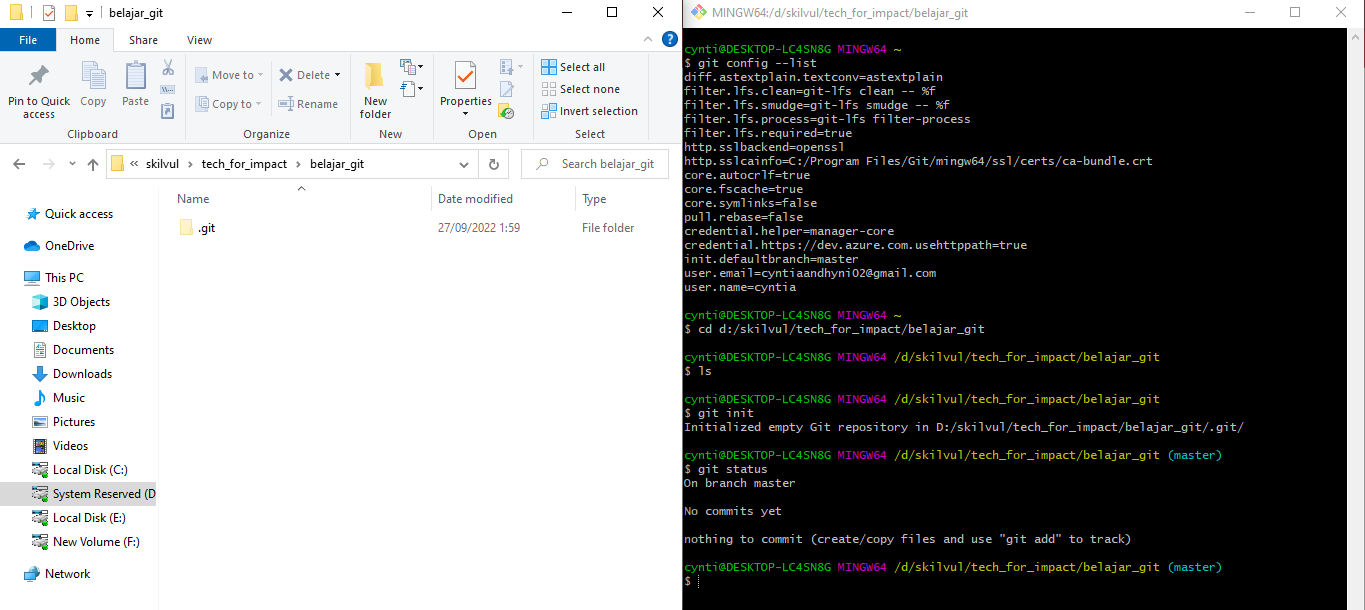 belajar_git
File Home Share View
Pin to Quick access
Copy
Paste
Clipboard
Move to
Copy to
Delete
Rename
Organize
New folder
New
Properties
Open
Select all
Select none
Invert selection
Select
« skilvul › tech_for_impact › belajar_git
Search belajar_git
Name Date modified Type
.git 27/09/2022 1:59 File folder
Quick access
OneDrive
This PC
3D Objects
Desktop
Documents
Downloads
Music
Pictures
Videos
Local Disk (C:)
System Reserved (D
Local Disk (E:)
New Volume (F:)
Network
MINGW64:/d/skilvul/tech_for_impact/belajar_git
cynti@DESKTOP-LC4SN8G MINGW64 ~
$ git config --list
diff.astextplain.textconv=astextplain
filter.lfs.clean=git-lfs clean -- %f
filter.lfs.smudge=git-lfs smudge -- %f
filter.lfs.process=git-lfs filter-process
filter.lfs.required=true
http.sslbackend=openssl
http.sslcainfo=C:/Program Files/Git/mingw64/ssl/certs/ca-bundle.crt
core.autocrlf=true
core.fscache=true
core.symlinks=false
pull.rebase=false
credential.helper=manager-core
credential.https://dev.azure.com.usehttppath=true
init.defaultbranch=master
user.email=cyntiaandhyni02@gmail.com
user.name=cyntia
cynti@DESKTOP-LC4SN8G MINGW64 ~
$ cd d:/skilvul/tech_for_impact/belajar_git
cynti@DESKTOP-LC4SN8G MINGW64 /d/skilvul/tech_for_impact/belajar_git
$ ls
cynti@DESKTOP-LC4SN8G MINGW64 /d/skilvul/tech_for_impact/belajar_git
$ git init
Initialized empty Git repository in D:/skilvul/tech_for_impact/belajar_git/.git/
cynti@DESKTOP-LC4SN8G MINGW64 /d/skilvul/tech_for_impact/belajar_git (master)
$ git status
On branch master
No commits yet
nothing to commit (create/copy files and use "git add" to track)
cynti@DESKTOP-LC4SN8G MINGW64 /d/skilvul/tech_for_impact/belajar_git (master)
$